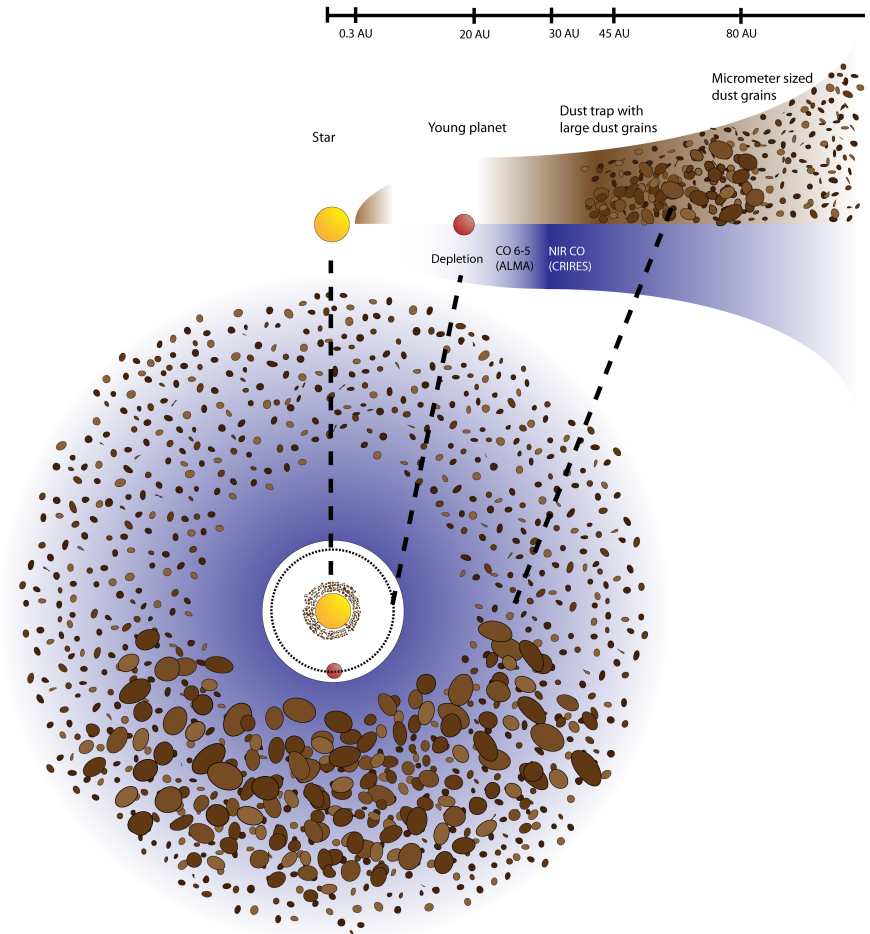 0.3 AU
20 AU
30 AU
45 AU
80 AU
Micrometer sized
dust grains
Dust trap with
large dust grains
Young planet
Star
Depletion
CO 6-5
(ALMA)
NIR CO
(CRIRES)